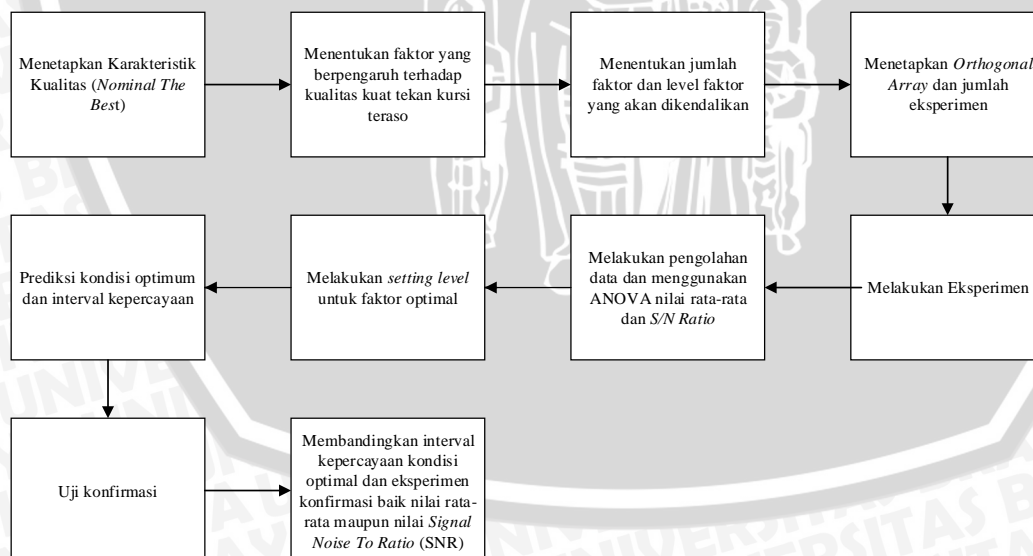 Menetapkan Karakteristik
Kualitas (Nominal The
Best)
Menentukan faktor yang
berpengaruh terhadap
kualitas kuat tekan kursi
teraso
Menentukan jumlah
faktor dan level faktor
yang akan dikendalikan
Menetapkan Orthogonal
Array dan jumlah
eksperimen
Melakukan Eksperimen
Melakukan pengolahan
data dan menggunakan
ANOVA nilai rata-rata
dan S/N Ratio
Melakukan setting level
untuk faktor optimal
Prediksi kondisi optimum
dan interval kepercayaan
Uji konfirmasi
Membandingkan interval
kepercayaan kondisi
optimal dan eksperimen
konfirmasi baik nilai rata-
rata maupun nilai Signal
Noise To Ratio (SNR)